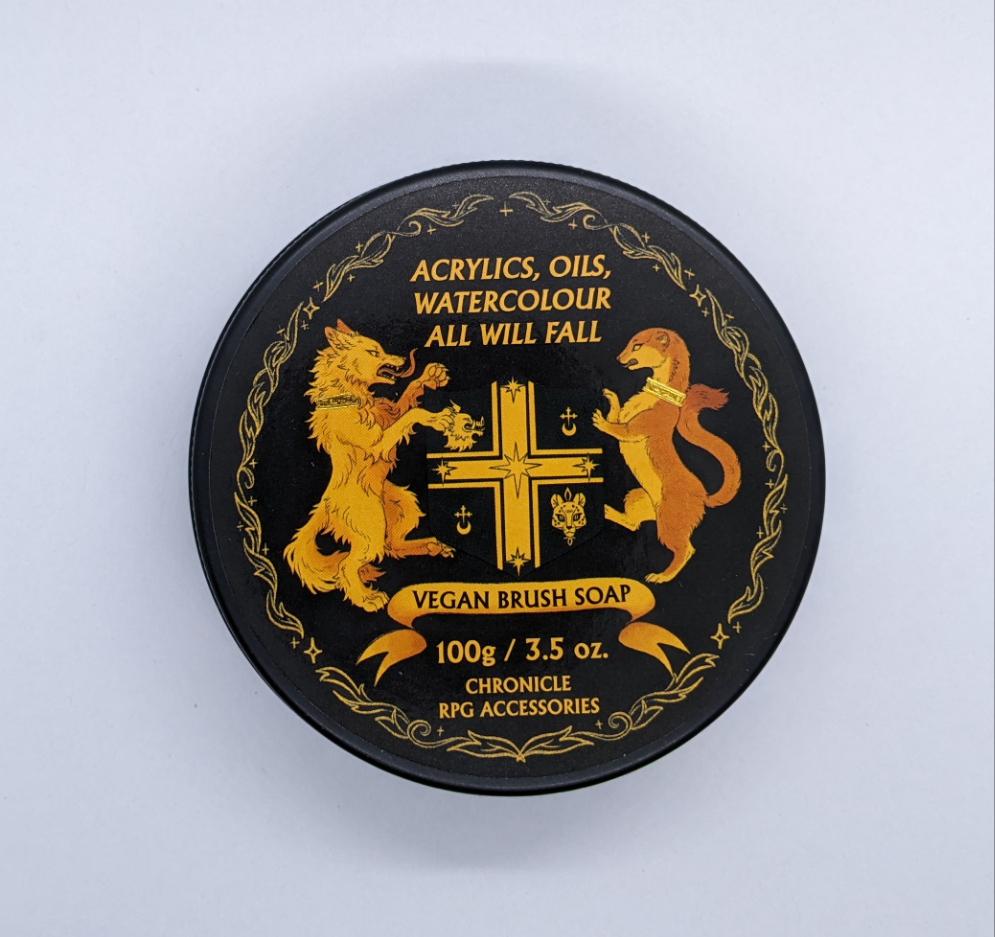 ACRYLICS, OILS,
WATERCOLOUR
ALL WILL FALL
VEGAN BRUSH SOAP
100g / 3.5 oz.
CHRONICLE
RPG ACCESSORIES